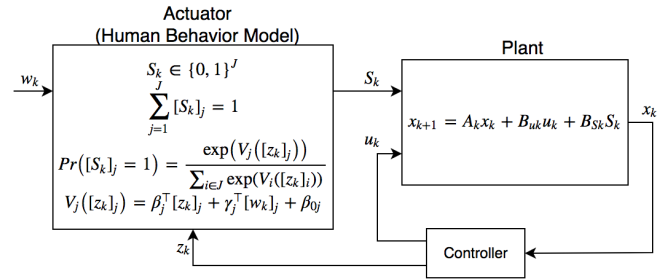 Actuator
(Human Behavior Model)
Plant
w_k
S_k ∈ {0, 1}^J
∑_{j=1}^{J} [S_k]_j = 1
Pr([S_k]_j = 1) = exp(V_j([z_k]_j)) / ∑_{i∈J} exp(V_i([z_k]_i))
V_j([z_k]_j) = β_j^⊤[z_k]_j + γ_j^⊤[w_k]_j + β_{0j}
S_k
u_k
x_{k+1} = A_k x_k + B_{uk} u_k + B_{Sk} S_k
x_k
z_k
Controller